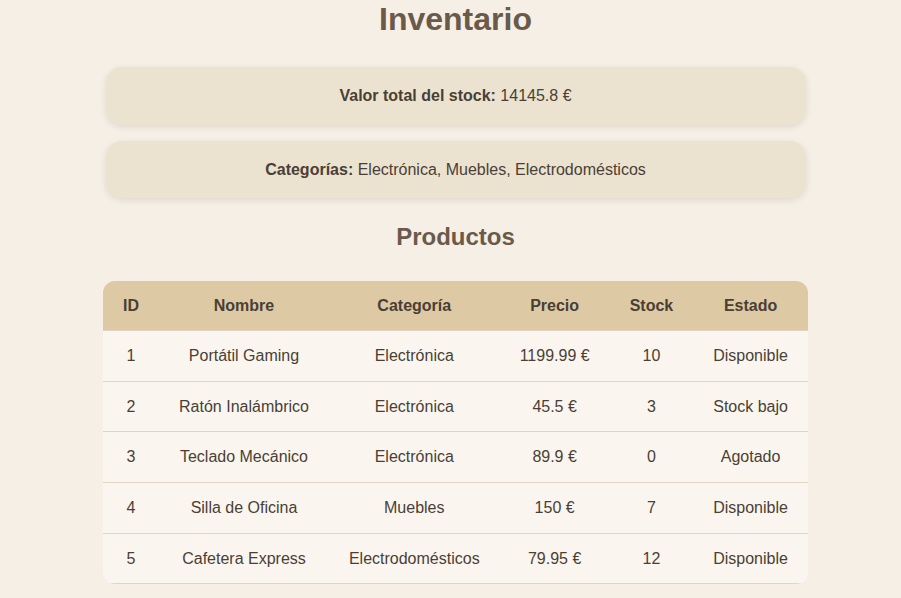 Inventario
Valor total del stock: 14145.8 €
Categorías: Electrónica, Muebles, Electrodomésticos
Productos
ID Nombre Categoría Precio Stock Estado
1 Portátil Gaming Electrónica 1199.99 € 10 Disponible
2 Ratón Inalámbrico Electrónica 45.5 € 3 Stock bajo
3 Teclado Mecánico Electrónica 89.9 € 0 Agotado
4 Silla de Oficina Muebles 150 € 7 Disponible
5 Cafetera Express Electrodomésticos 79.95 € 12 Disponible